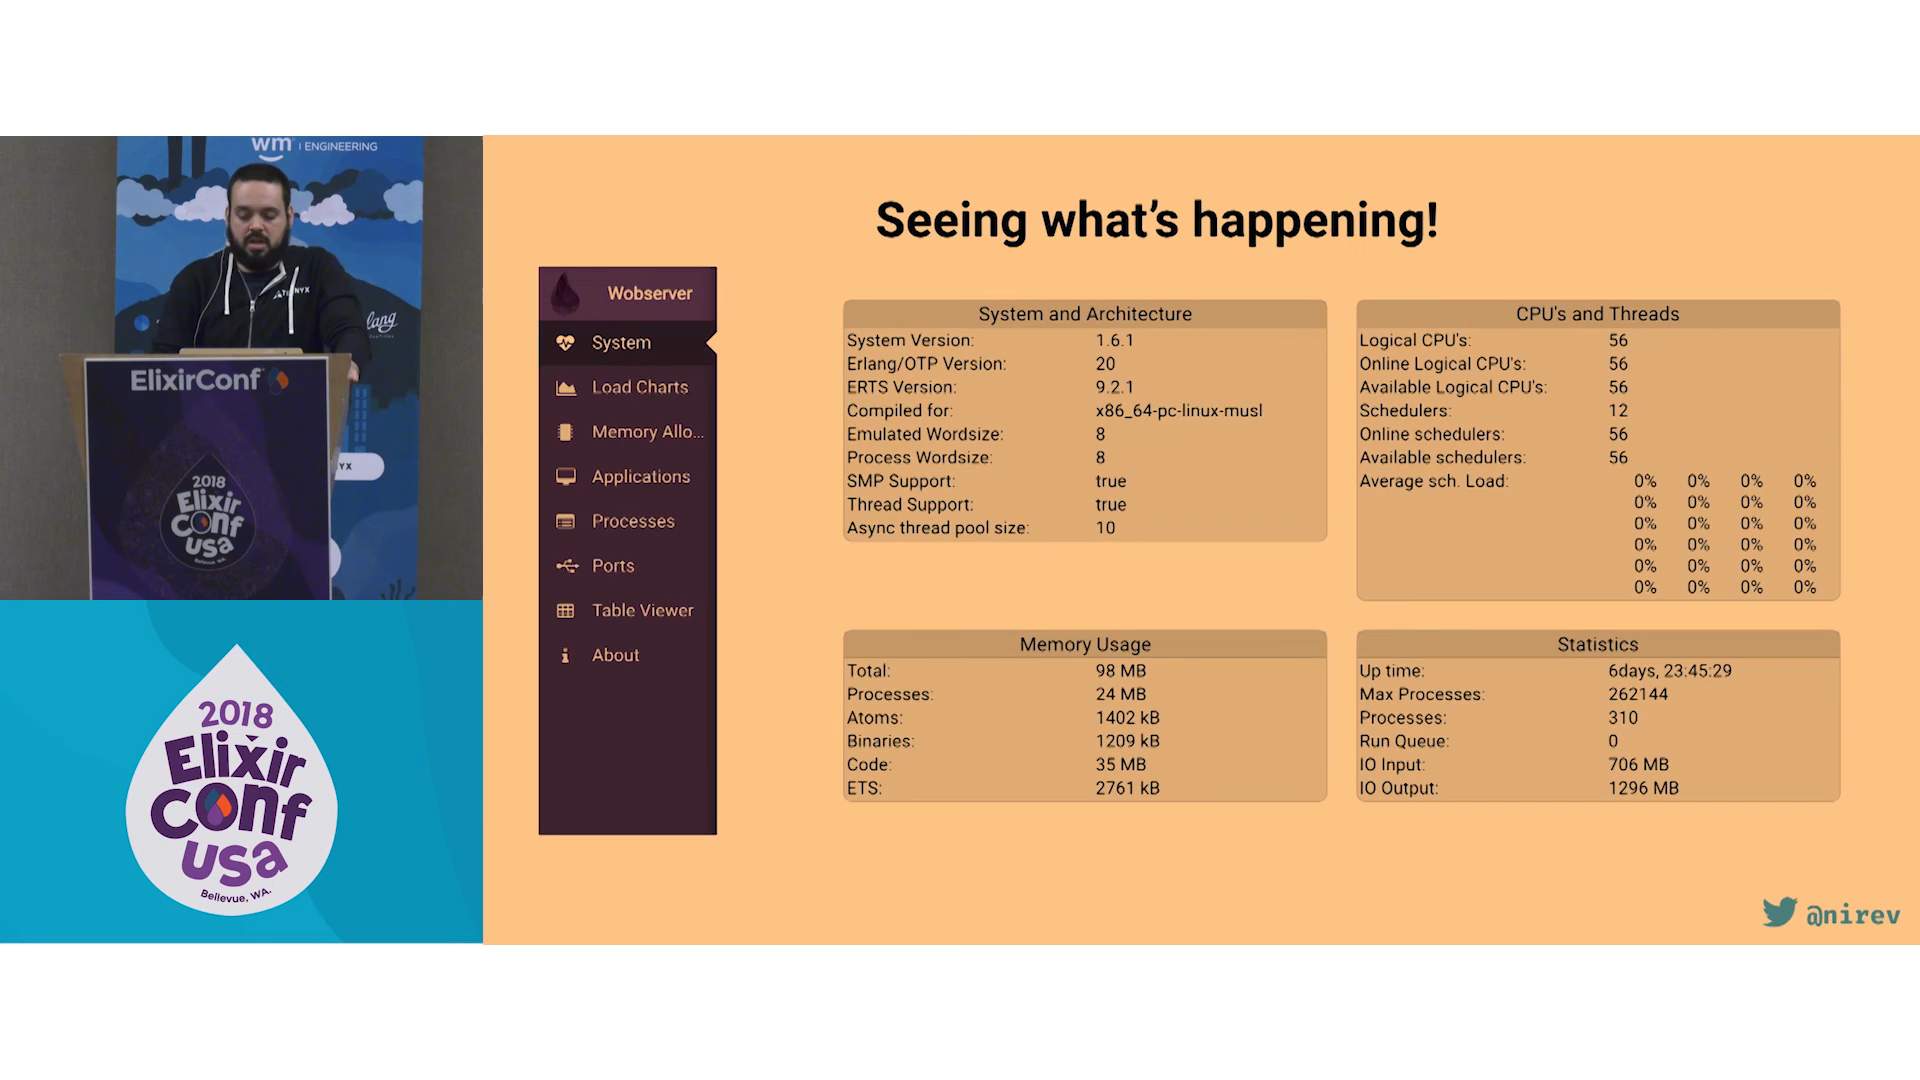 wm | ENGINEERING
TELNYX
lang
ElixirConf
YX
2018
Elixir
Conf
USA
Bellevue, WA.
2018
Elixir
Conf
USA
Bellevue, WA.
Seeing what's happening!
Wobserver
System
Load Charts
Memory Allo...
Applications
Processes
Ports
Table Viewer
About
System and Architecture
System Version: 1.6.1
Erlang/OTP Version: 20
ERTS Version: 9.2.1
Compiled for: x86_64-pc-linux-musl
Emulated Wordsize: 8
Process Wordsize: 8
SMP Support: true
Thread Support: true
Async thread pool size: 10
CPU's and Threads
Logical CPU's: 56
Online Logical CPU's: 56
Available Logical CPU's: 56
Schedulers: 12
Online schedulers: 56
Available schedulers: 56
Average sch. Load: 0% 0% 0% 0%
0% 0% 0% 0%
0% 0% 0% 0%
0% 0% 0% 0%
0% 0% 0% 0%
0% 0% 0% 0%
Memory Usage
Total: 98 MB
Processes: 24 MB
Atoms: 1402 kB
Binaries: 1209 kB
Code: 35 MB
ETS: 2761 kB
Statistics
Up time: 6days, 23:45:29
Max Processes: 262144
Processes: 310
Run Queue: 0
IO Input: 706 MB
IO Output: 1296 MB
@nirev